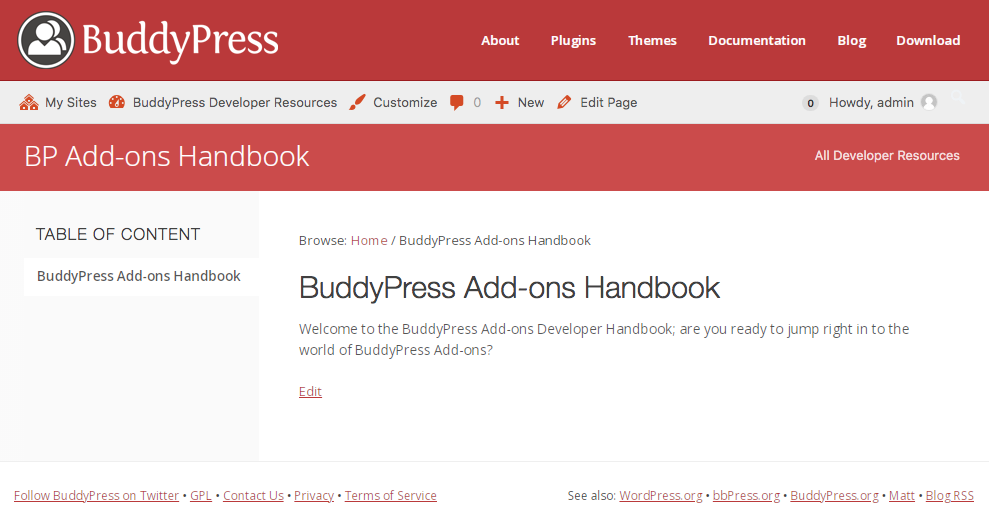 BuddyPress
About Plugins Themes Documentation Blog Download
My Sites BuddyPress Developer Resources Customize 0 New Edit Page 0 Howdy, admin
BP Add-ons Handbook All Developer Resources
TABLE OF CONTENT
BuddyPress Add-ons Handbook
Browse: Home / BuddyPress Add-ons Handbook
BuddyPress Add-ons Handbook
Welcome to the BuddyPress Add-ons Developer Handbook; are you ready to jump right in to the
world of BuddyPress Add-ons?
Edit
Follow BuddyPress on Twitter • GPL • Contact Us • Privacy • Terms of Service
See also: WordPress.org • bbPress.org • BuddyPress.org • Matt • Blog RSS